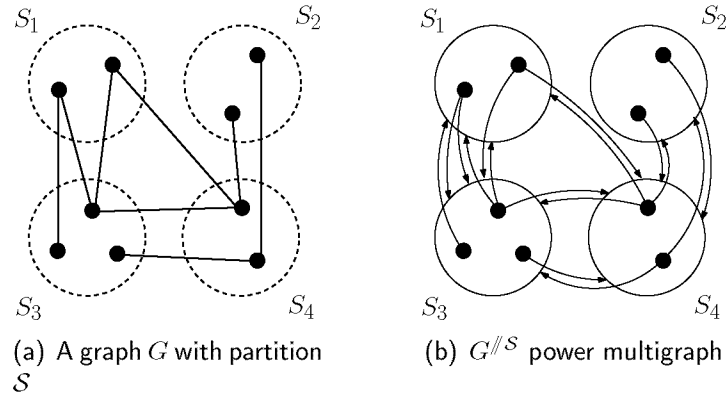 S₁ S₂ S₁ S₂
S₃ S₄ S₃ S₄
(a) A graph G with partition 𝒮
(b) G^{//𝒮} power multigraph